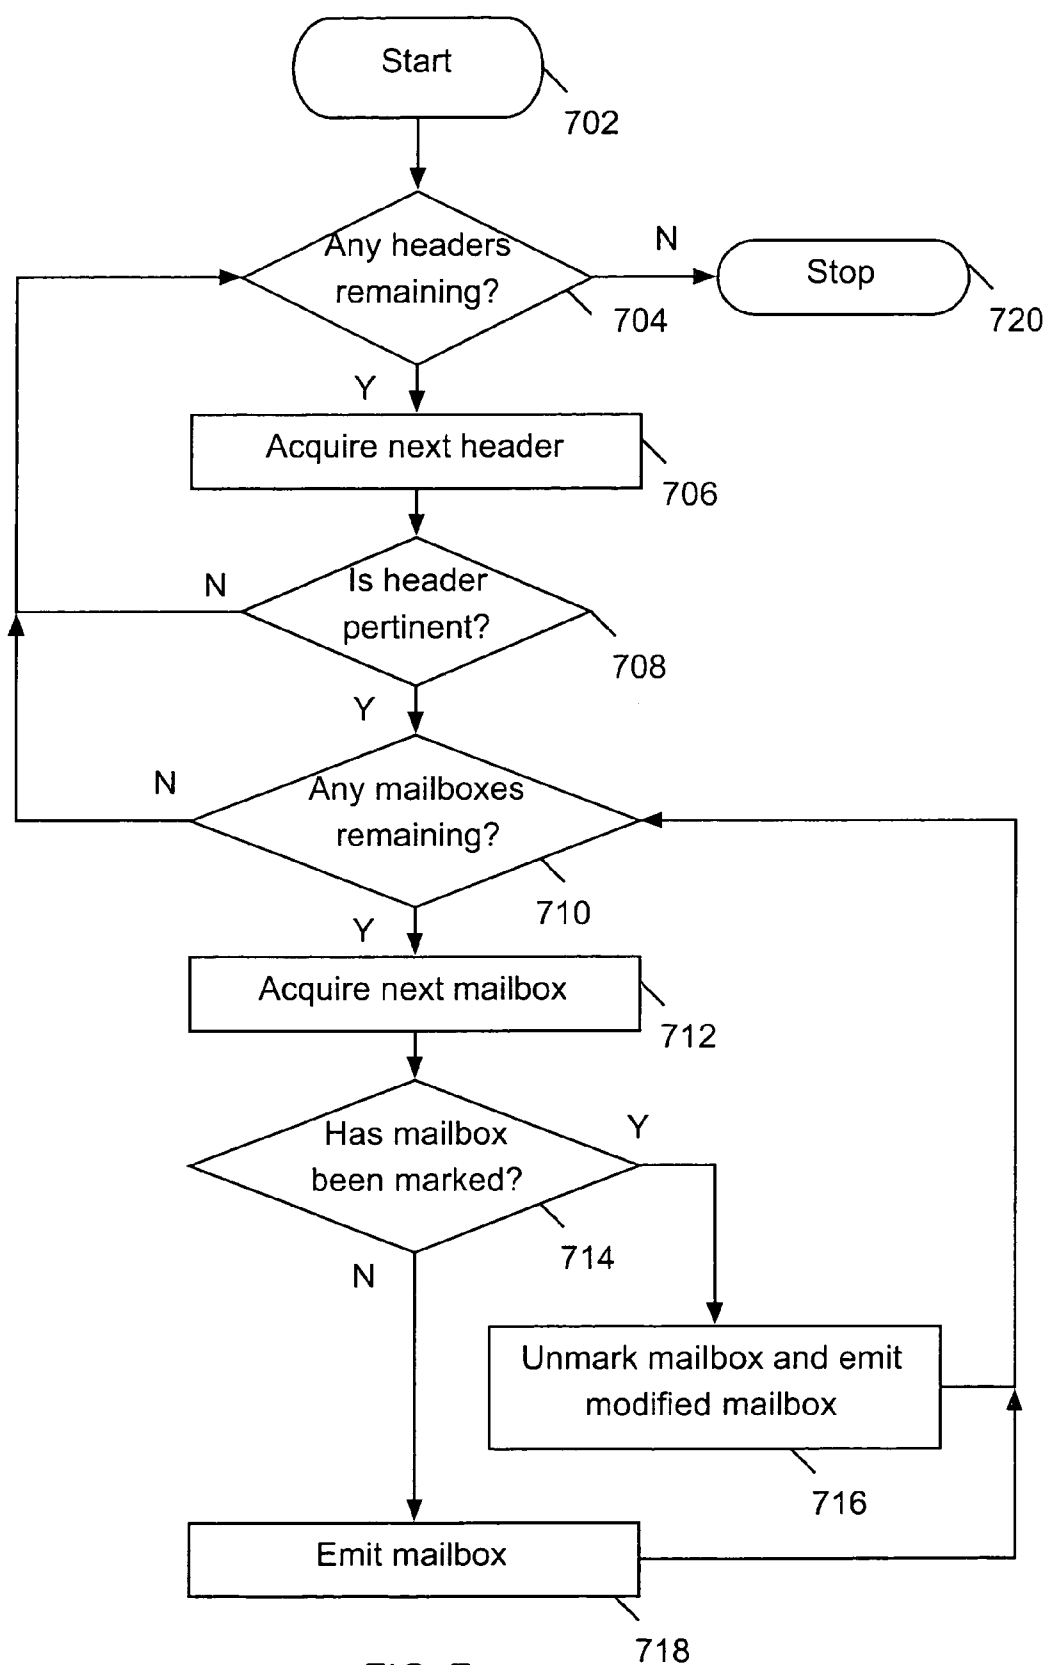 Start
702
Any headers
remaining?
N
Stop
704
720
Y
Acquire next header
706
Is header
pertinent?
N
708
Y
Any mailboxes
remaining?
N
710
Y
Acquire next mailbox
712
Has mailbox
been marked?
Y
714
N
Unmark mailbox and emit
modified mailbox
716
Emit mailbox
718